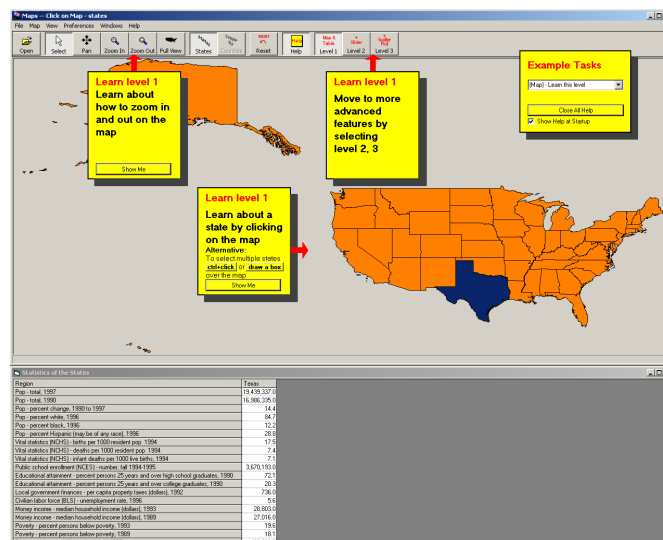 Maps -- Click on Map - states
File Map View Preferences Windows Help
Open Select Pan Zoom In Zoom Out Full View States Counties Reset Help Level 1 Level 2 Level 3
RESET
Help
Map & Table
Slider
Scatter Plot
Learn level 1
Learn about
how to zoom in
and out on the
map
Show Me
Learn level 1
Move to more
advanced
features by
selecting
level 2, 3
Example Tasks
(Map) - Learn this level
Close All Help
Show Help at Startup
Learn level 1
Learn about a
state by clicking
on the map
Alternative:
To select multiple states
ctrl+click or draw a box
over the map
Show Me
Statistics of the States
Region Texas
Pop - total, 1997 19,439,337.0
Pop - total, 1990 16,986,335.0
Pop - percent change, 1990 to 1997 14.4
Pop - percent white, 1996 84.7
Pop - percent black, 1996 12.2
Pop - percent Hispanic (may be of any race), 1996 28.8
Vital statistics (NCHS) - births per 1000 resident pop 1994 17.5
Vital statistics (NCHS) - deaths per 1000 resident pop 1994 7.4
Vital statistics (NCHS) - infant deaths per 1000 live births, 1994 7.1
Public school enrollment (NCES) - number, fall 1994-1995 3,670,193.0
Educational attainment - percent persons 25 years and over high school graduates, 1990 72.1
Educational attainment - percent persons 25 years and over college graduates, 1990 20.3
Local government finances - per capita property taxes (dollars), 1992 736.0
Civilian labor force (BLS) - unemployment rate, 1996 5.6
Money income - median household income (dollars), 1993 28,803.0
Money income - median household income (dollars), 1989 27,016.0
Poverty - percent persons below poverty, 1993 19.6
Poverty - percent persons below poverty, 1989 18.1